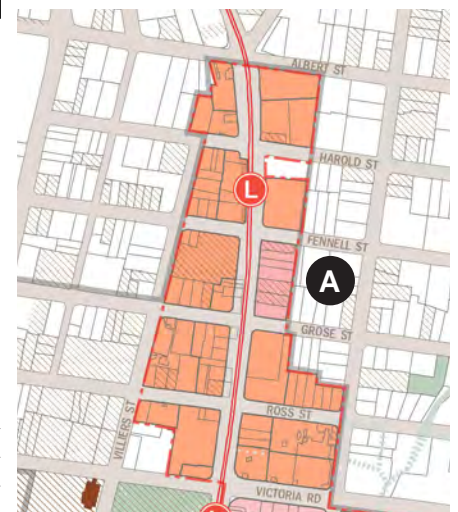 ALBERT ST
HAROLD ST
L
FENNELL ST
A
GROSE ST
ROSS ST
VILLIERS ST
VICTORIA RD